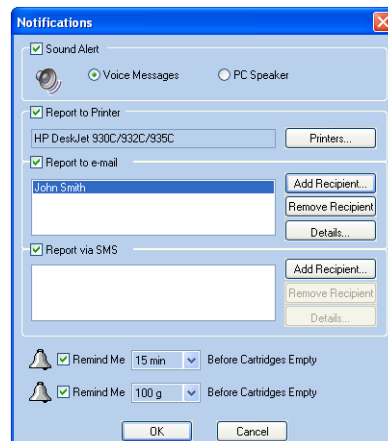 Notifications
Sound Alert
Voice Messages PC Speaker
Report to Printer
HP DeskJet 930C/932C/935C Printers...
Report to e-mail
John Smith Add Recipient...
Remove Recipient
Details...
Report via SMS
Add Recipient...
Remove Recipient
Details...
Remind Me 15 min Before Cartridges Empty
Remind Me 100 g Before Cartridges Empty
OK Cancel